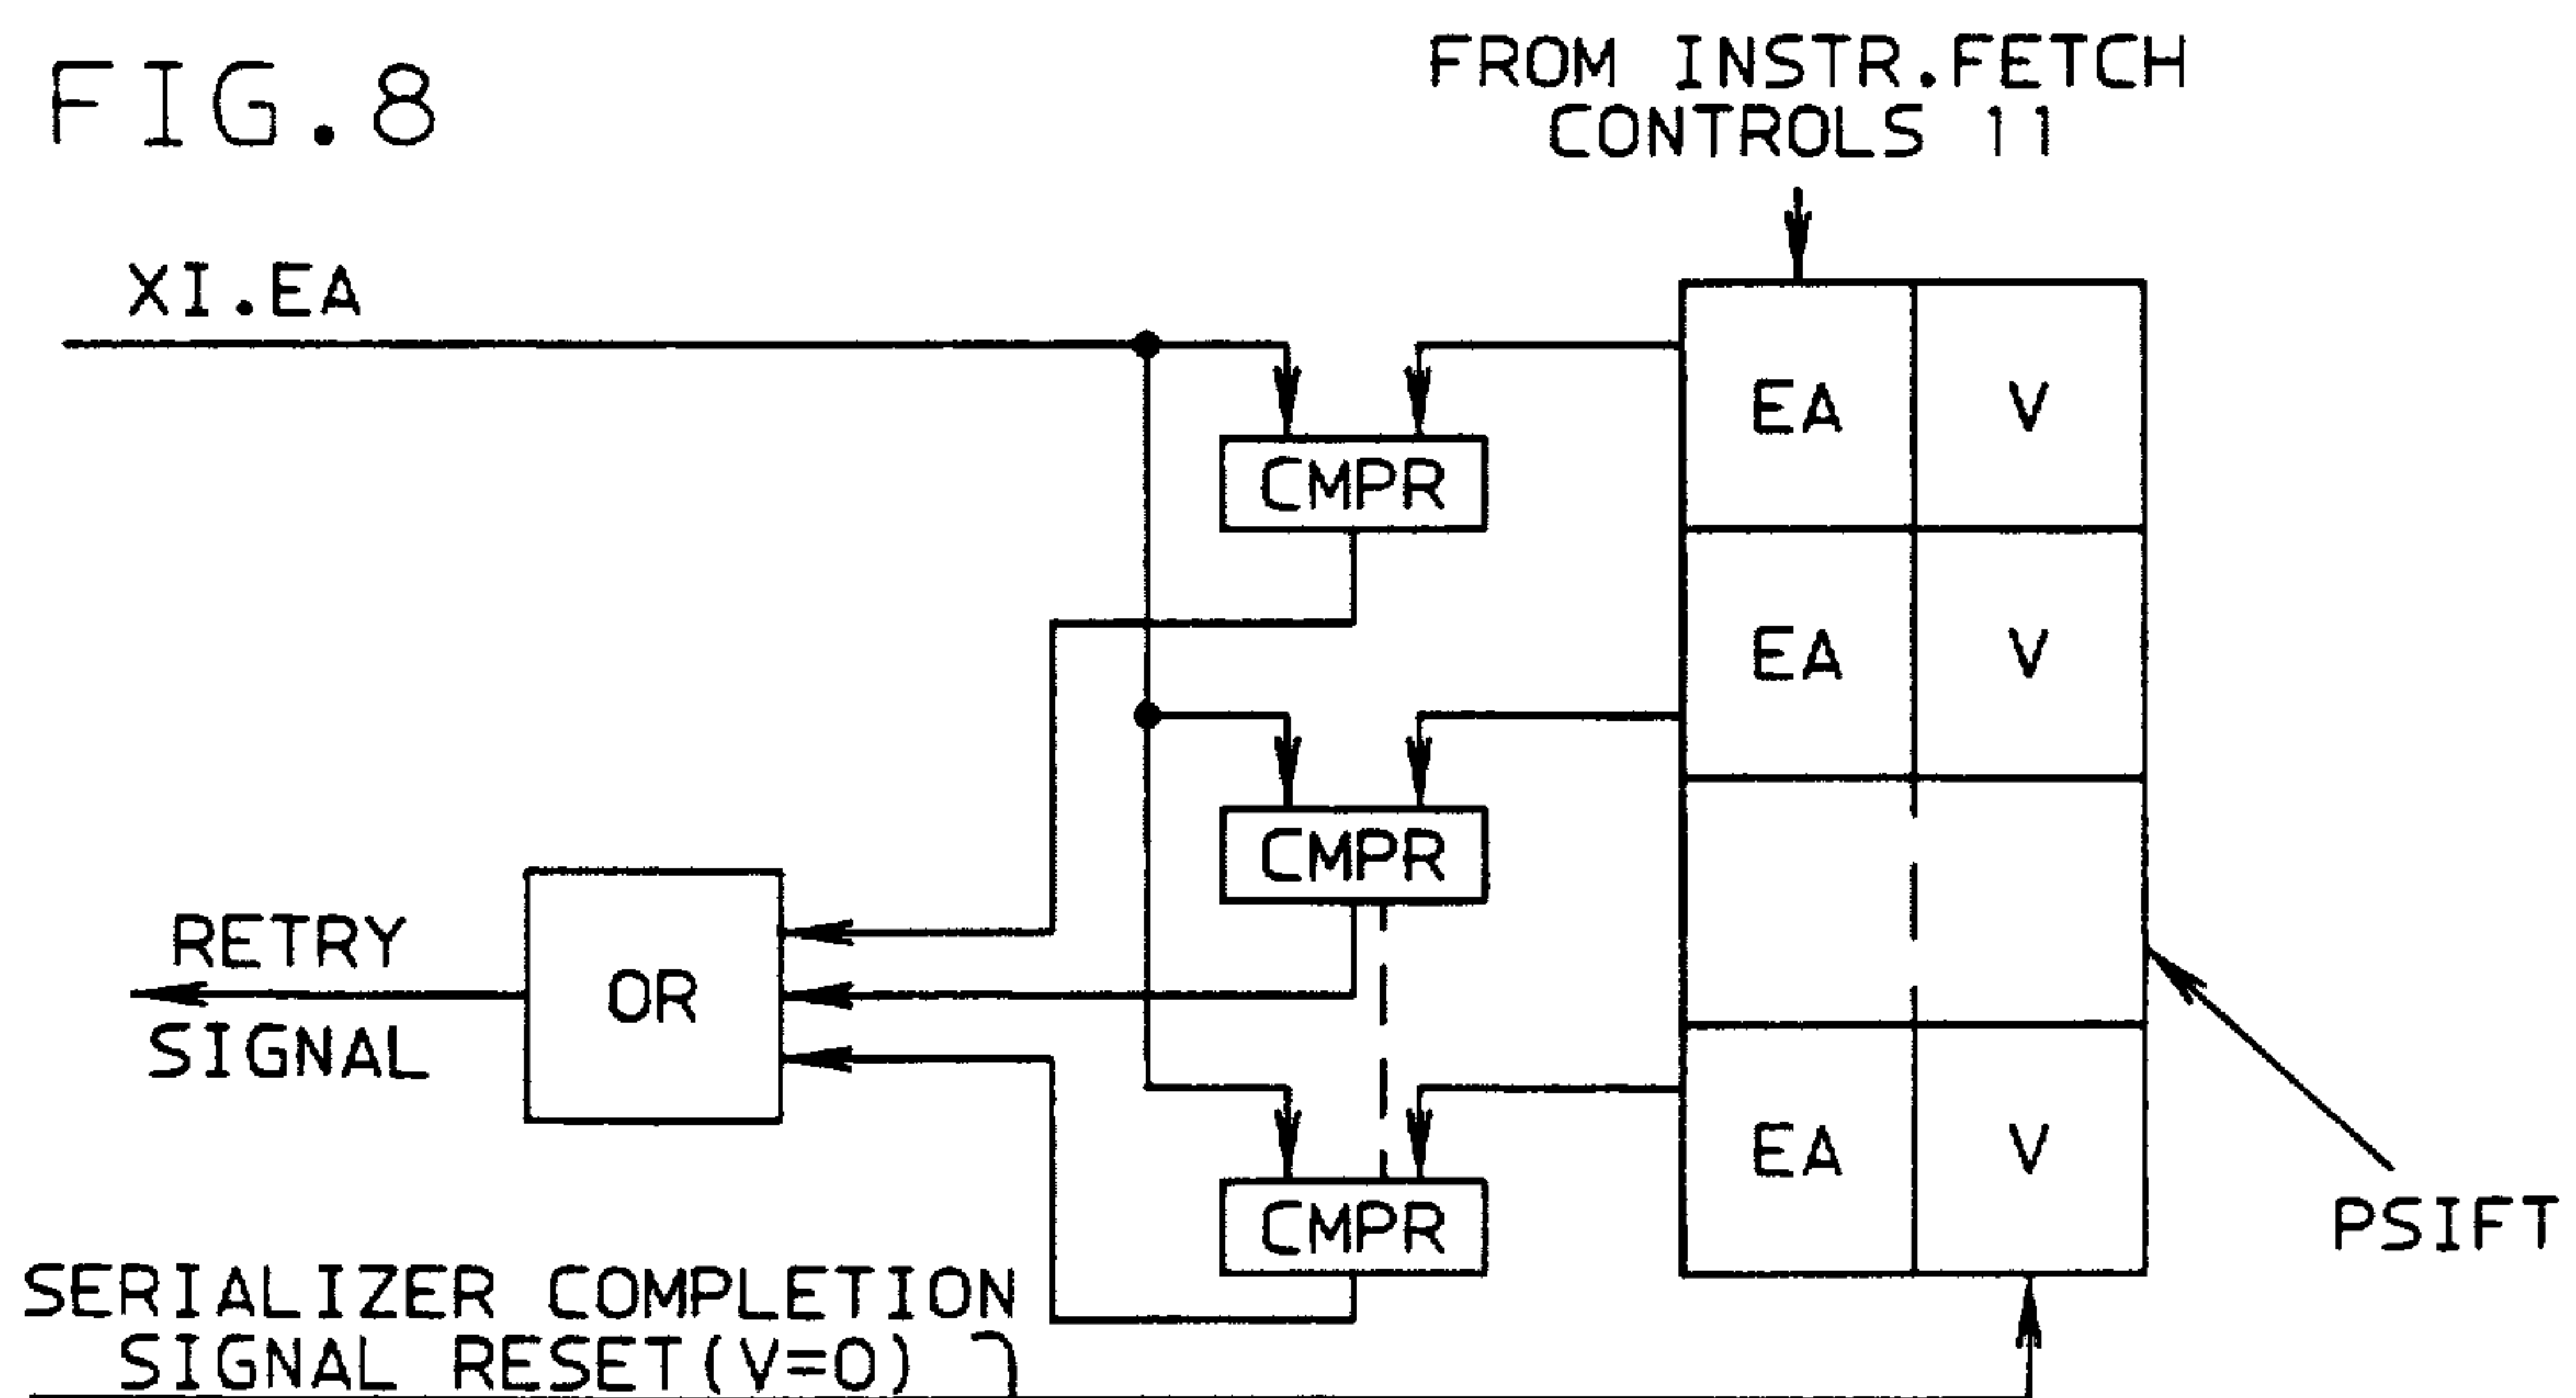 FIG.8
FROM INSTR.FETCH
CONTROLS 11
XI.EA
EA V
CMPR
EA V
CMPR
RETRY
SIGNAL
OR
EA V
CMPR
PSIFT
SERIALIZER COMPLETION
SIGNAL RESET(V=0)